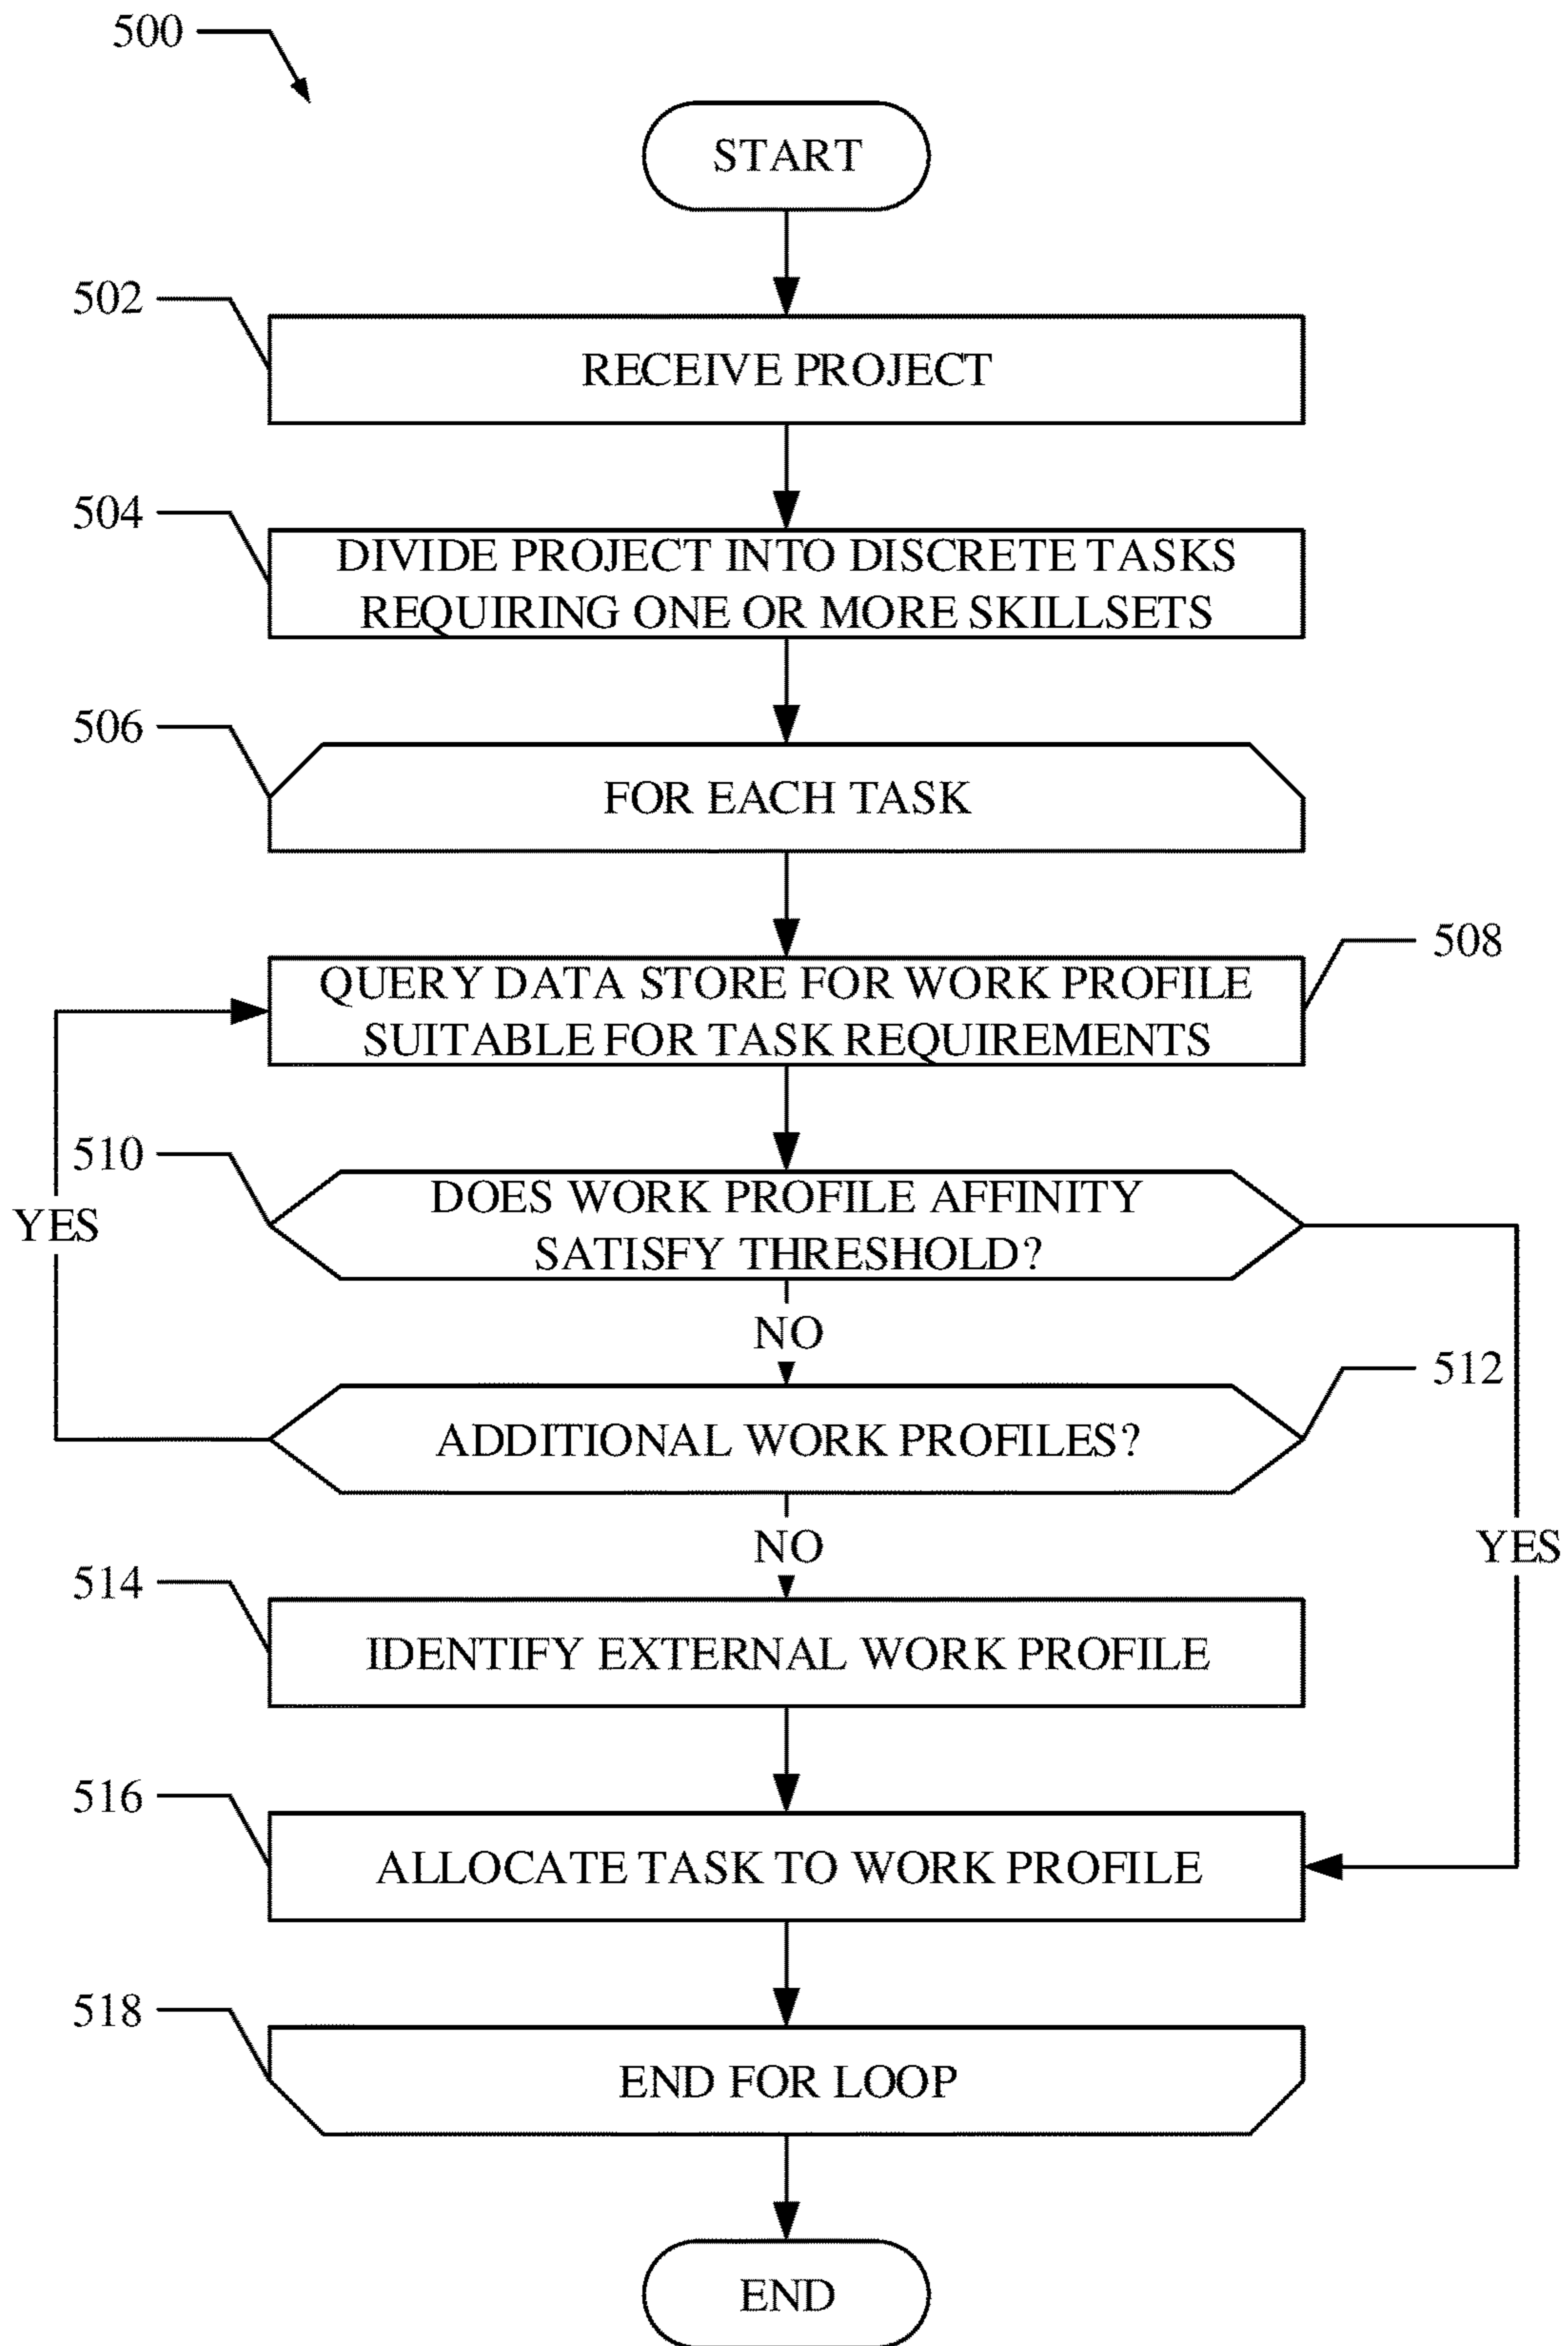 500
START
502
RECEIVE PROJECT
504
DIVIDE PROJECT INTO DISCRETE TASKS
REQUIRING ONE OR MORE SKILLSETS
506
FOR EACH TASK
508
QUERY DATA STORE FOR WORK PROFILE
SUITABLE FOR TASK REQUIREMENTS
510
DOES WORK PROFILE AFFINITY
SATISFY THRESHOLD?
YES
NO
512
ADDITIONAL WORK PROFILES?
NO
YES
514
IDENTIFY EXTERNAL WORK PROFILE
516
ALLOCATE TASK TO WORK PROFILE
518
END FOR LOOP
END